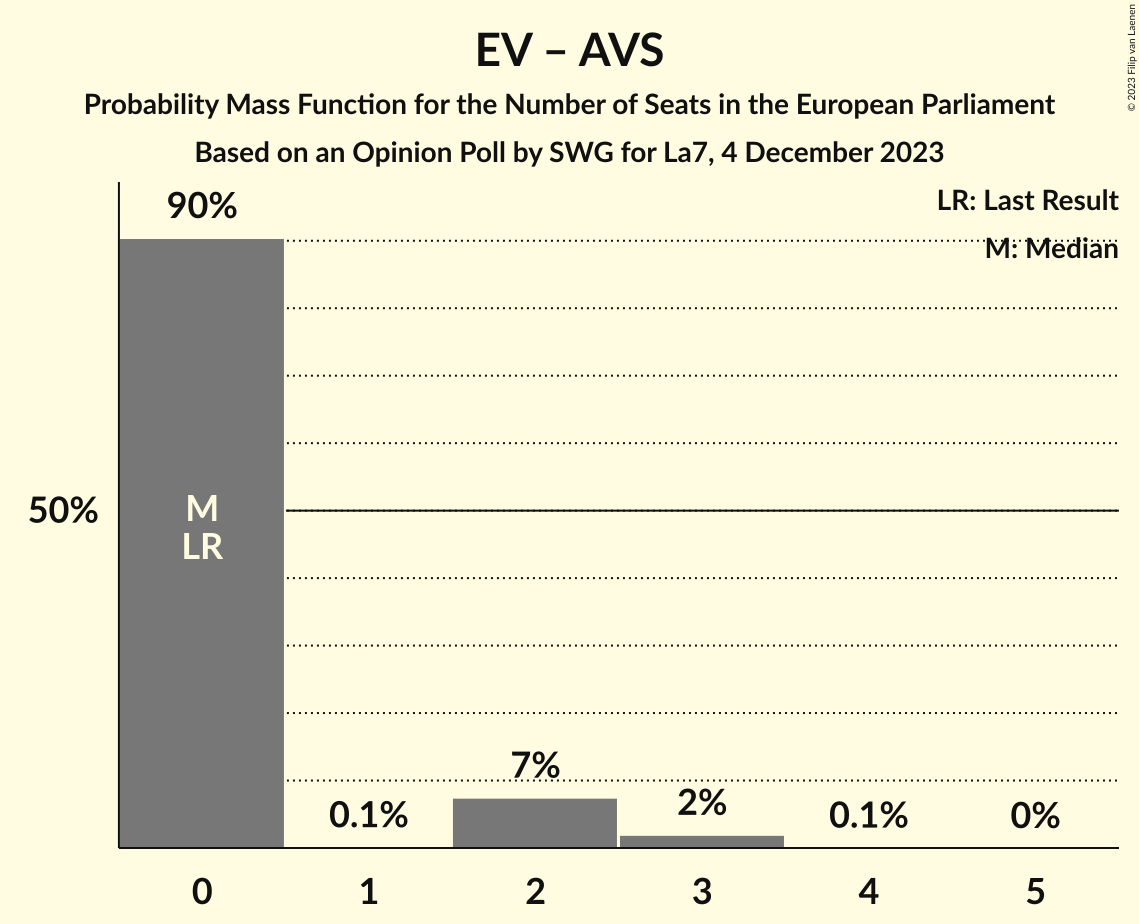 EV – AVS
Probability Mass Function for the Number of Seats in the European Parliament
Based on an Opinion Poll by SWG for La7, 4 December 2023
© 2023 Filip van Laenen
LR: Last Result
M: Median
90%
50%
M
LR
0.1%
7%
2%
0.1%
0%
0
1
2
3
4
5